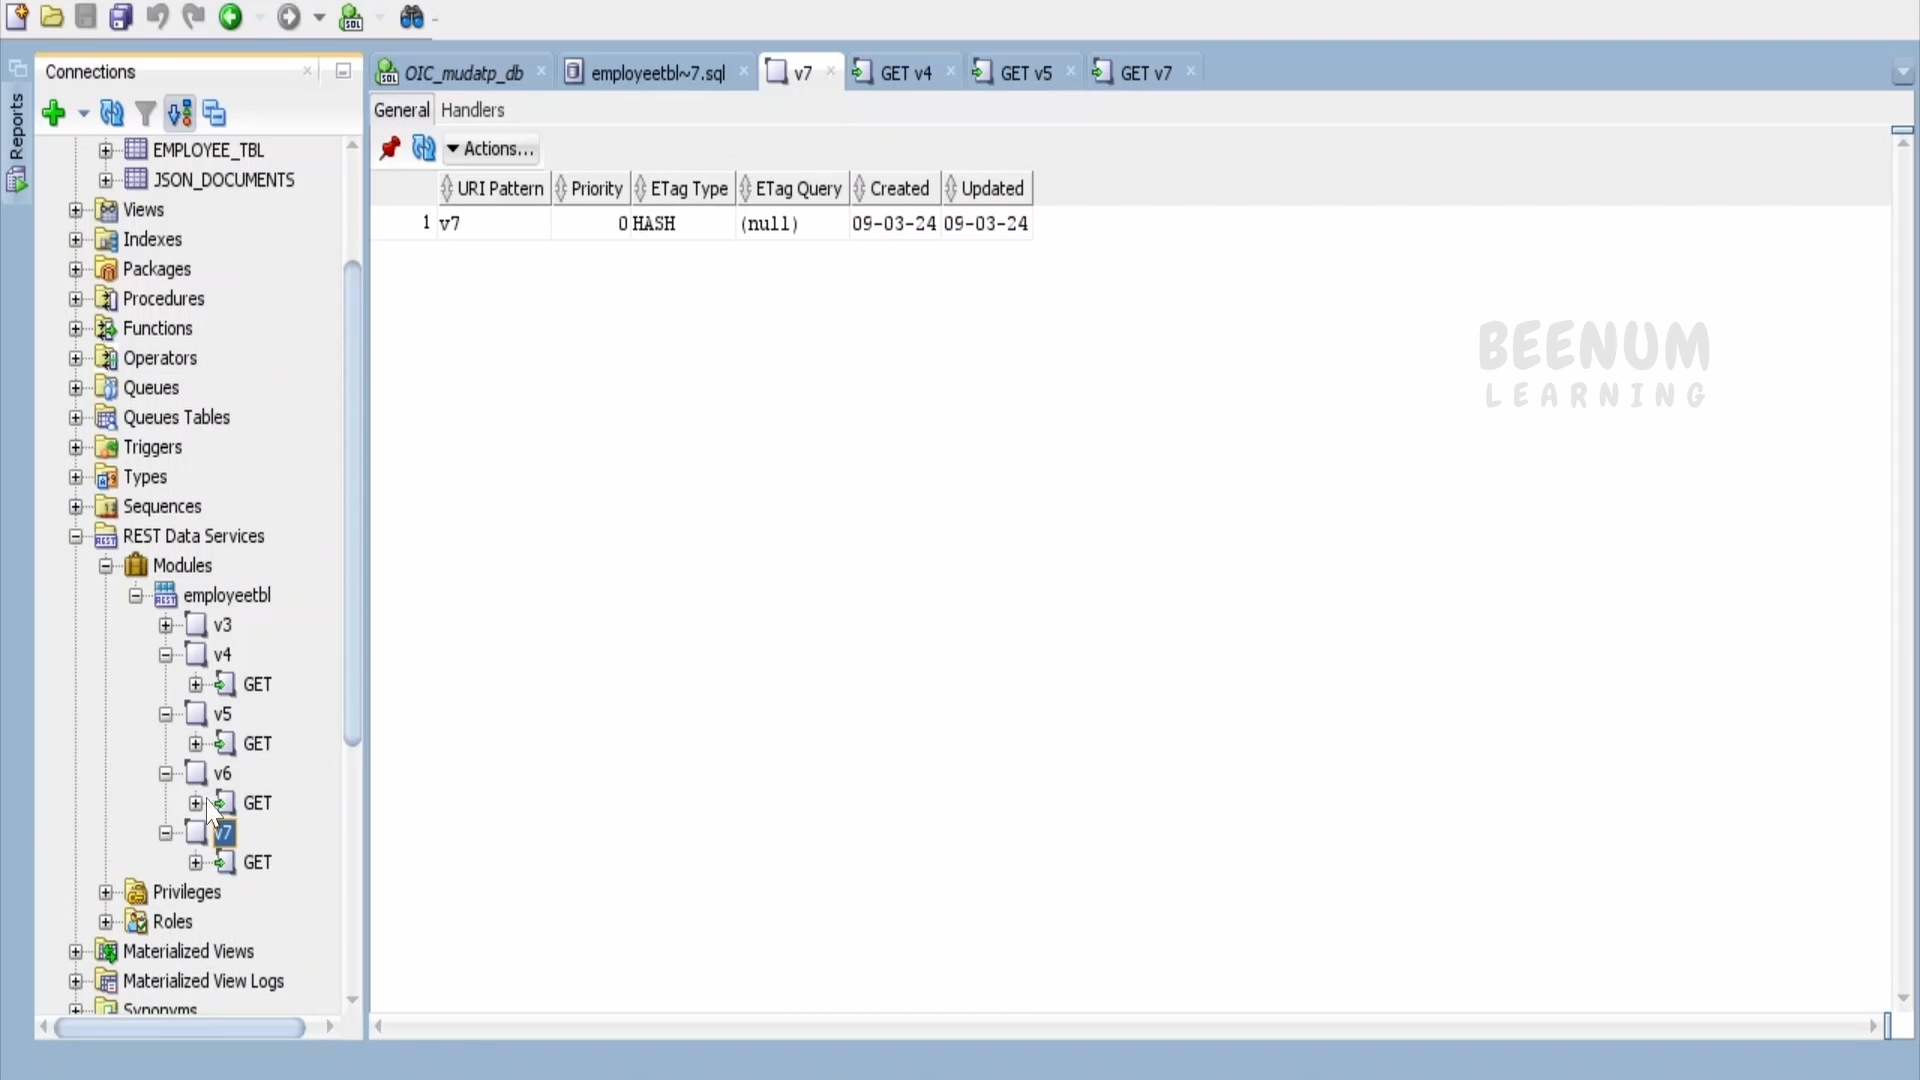 SQL
Connections
OIC_mudatp_db
employeetbl~7.sql
v7
GET v4
GET v5
GET v7
Reports
General
Handlers
Actions...
URI Pattern
Priority
ETag Type
ETag Query
Created
Updated
1 v7 0 HASH (null) 09-03-24 09-03-24
EMPLOYEE_TBL
JSON_DOCUMENTS
Views
Indexes
Packages
Procedures
Functions
Operators
Queues
Queues Tables
Triggers
Types
Sequences
REST Data Services
Modules
employeetbl
v3
v4
GET
v5
GET
v6
GET
v7
GET
Privileges
Roles
Materialized Views
Materialized View Logs
Synonyms
BEENUM
LEARNING